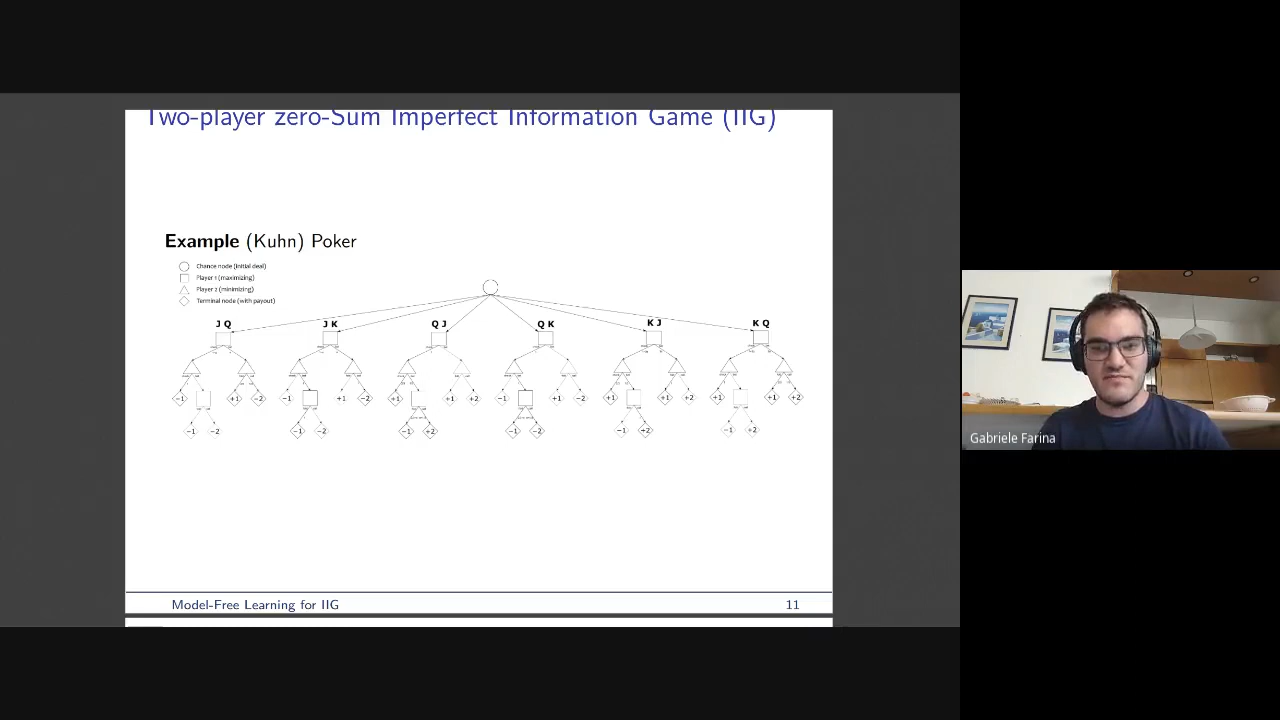 Two-player zero-Sum Imperfect Information Game (IIG)
Example (Kuhn) Poker
Chance node (initial deal)
Player 1 (maximizing)
Player 2 (minimizing)
Terminal node (with payout)
J Q J K Q J Q K K J K Q
−1 +1 −2 −1 +1 −2 +1 +1 +2 −1 +1 −2 +1 +1 +2 +1 +1 +2
−1 −2 −1 −2 −1 +2 −1 −2 −1 +2 −1 +2
Gabriele Farina
Model-Free Learning for IIG 11